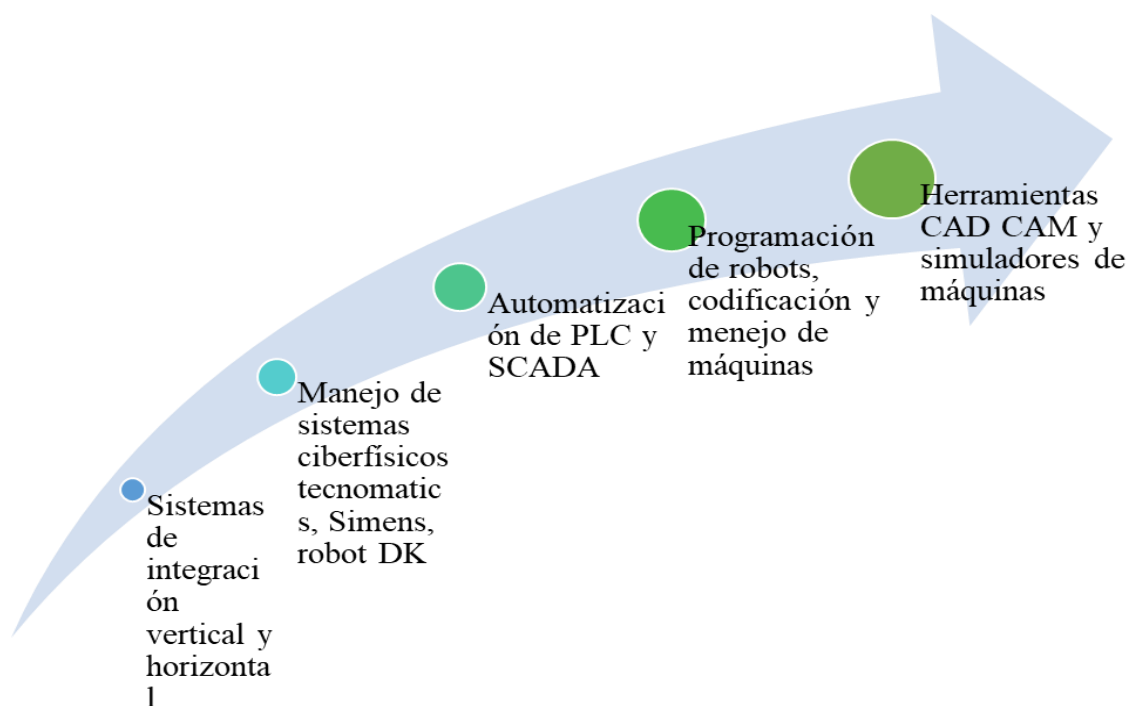 Sistemas
de
integraci
ón
vertical y
horizonta
l
Manejo de
sistemas
ciberfísicos
tecnomatic
s, Simens,
robot DK
Automatizaci
ón de PLC y
SCADA
Programación
de robots,
codificación y
menejo de
máquinas
Herramientas
CAD CAM y
simuladores de
máquinas